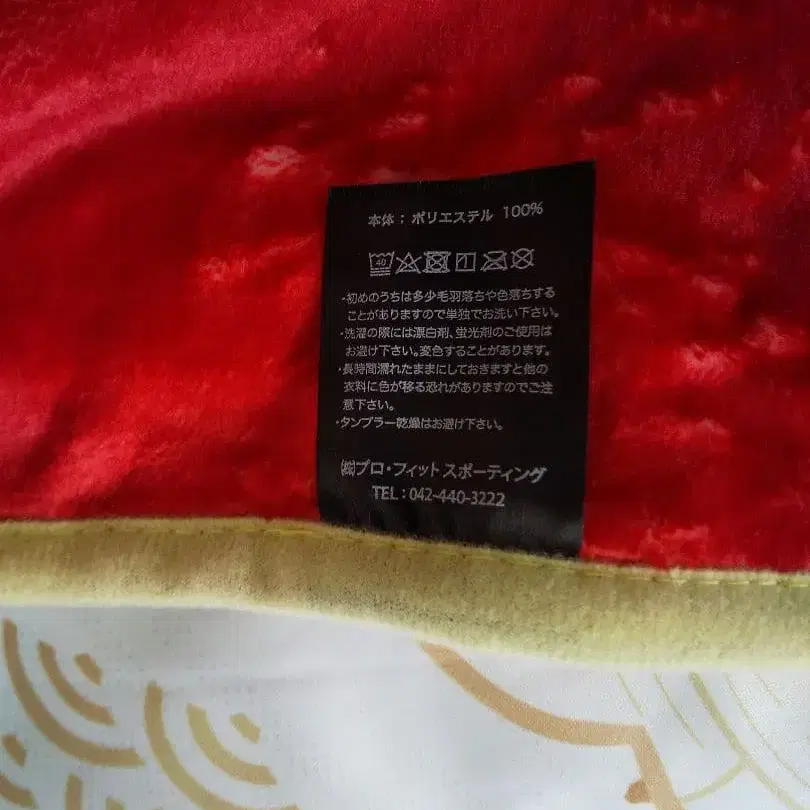 本体：ポリエステル 100%
40
・初めのうちは多少毛羽落ちや色落ちする
ことがありますので単独でお洗い下さい。
・洗濯の際には漂白剤、蛍光剤のご使用は
お避け下さい。変色することがあります。
・長時間濡れたままにしておきますと他の
衣料に色が移る恐れがありますのでご注
意下さい。
・タンブラー乾燥はお避け下さい。
㈱プロ・フィットスポーティング
TEL：042-440-3222